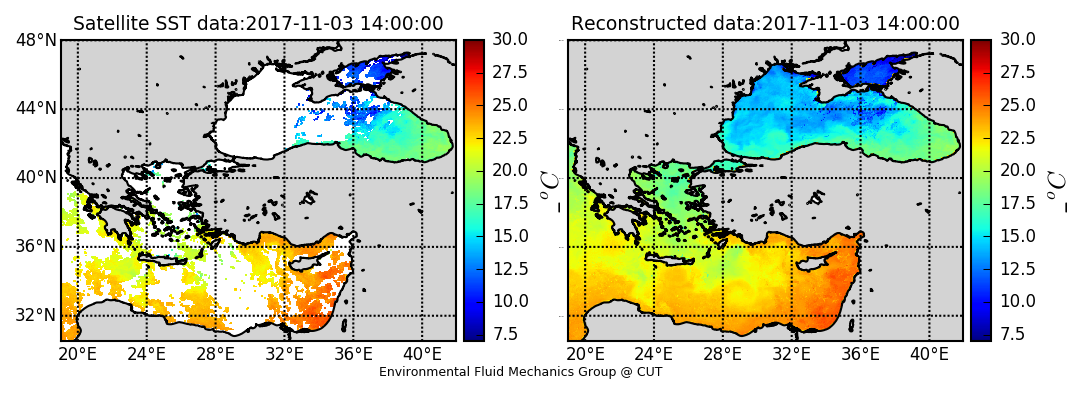 Satellite SST data:2017-11-03 14:00:00
48°N
44°N
40°N
36°N
32°N
20°E 24°E 28°E 32°E 36°E 40°E
30.0
27.5
25.0
22.5
20.0
17.5
15.0
12.5
10.0
7.5
_ °C
Reconstructed data:2017-11-03 14:00:00
20°E 24°E 28°E 32°E 36°E 40°E
30.0
27.5
25.0
22.5
20.0
17.5
15.0
12.5
10.0
7.5
_ °C
Environmental Fluid Mechanics Group @ CUT